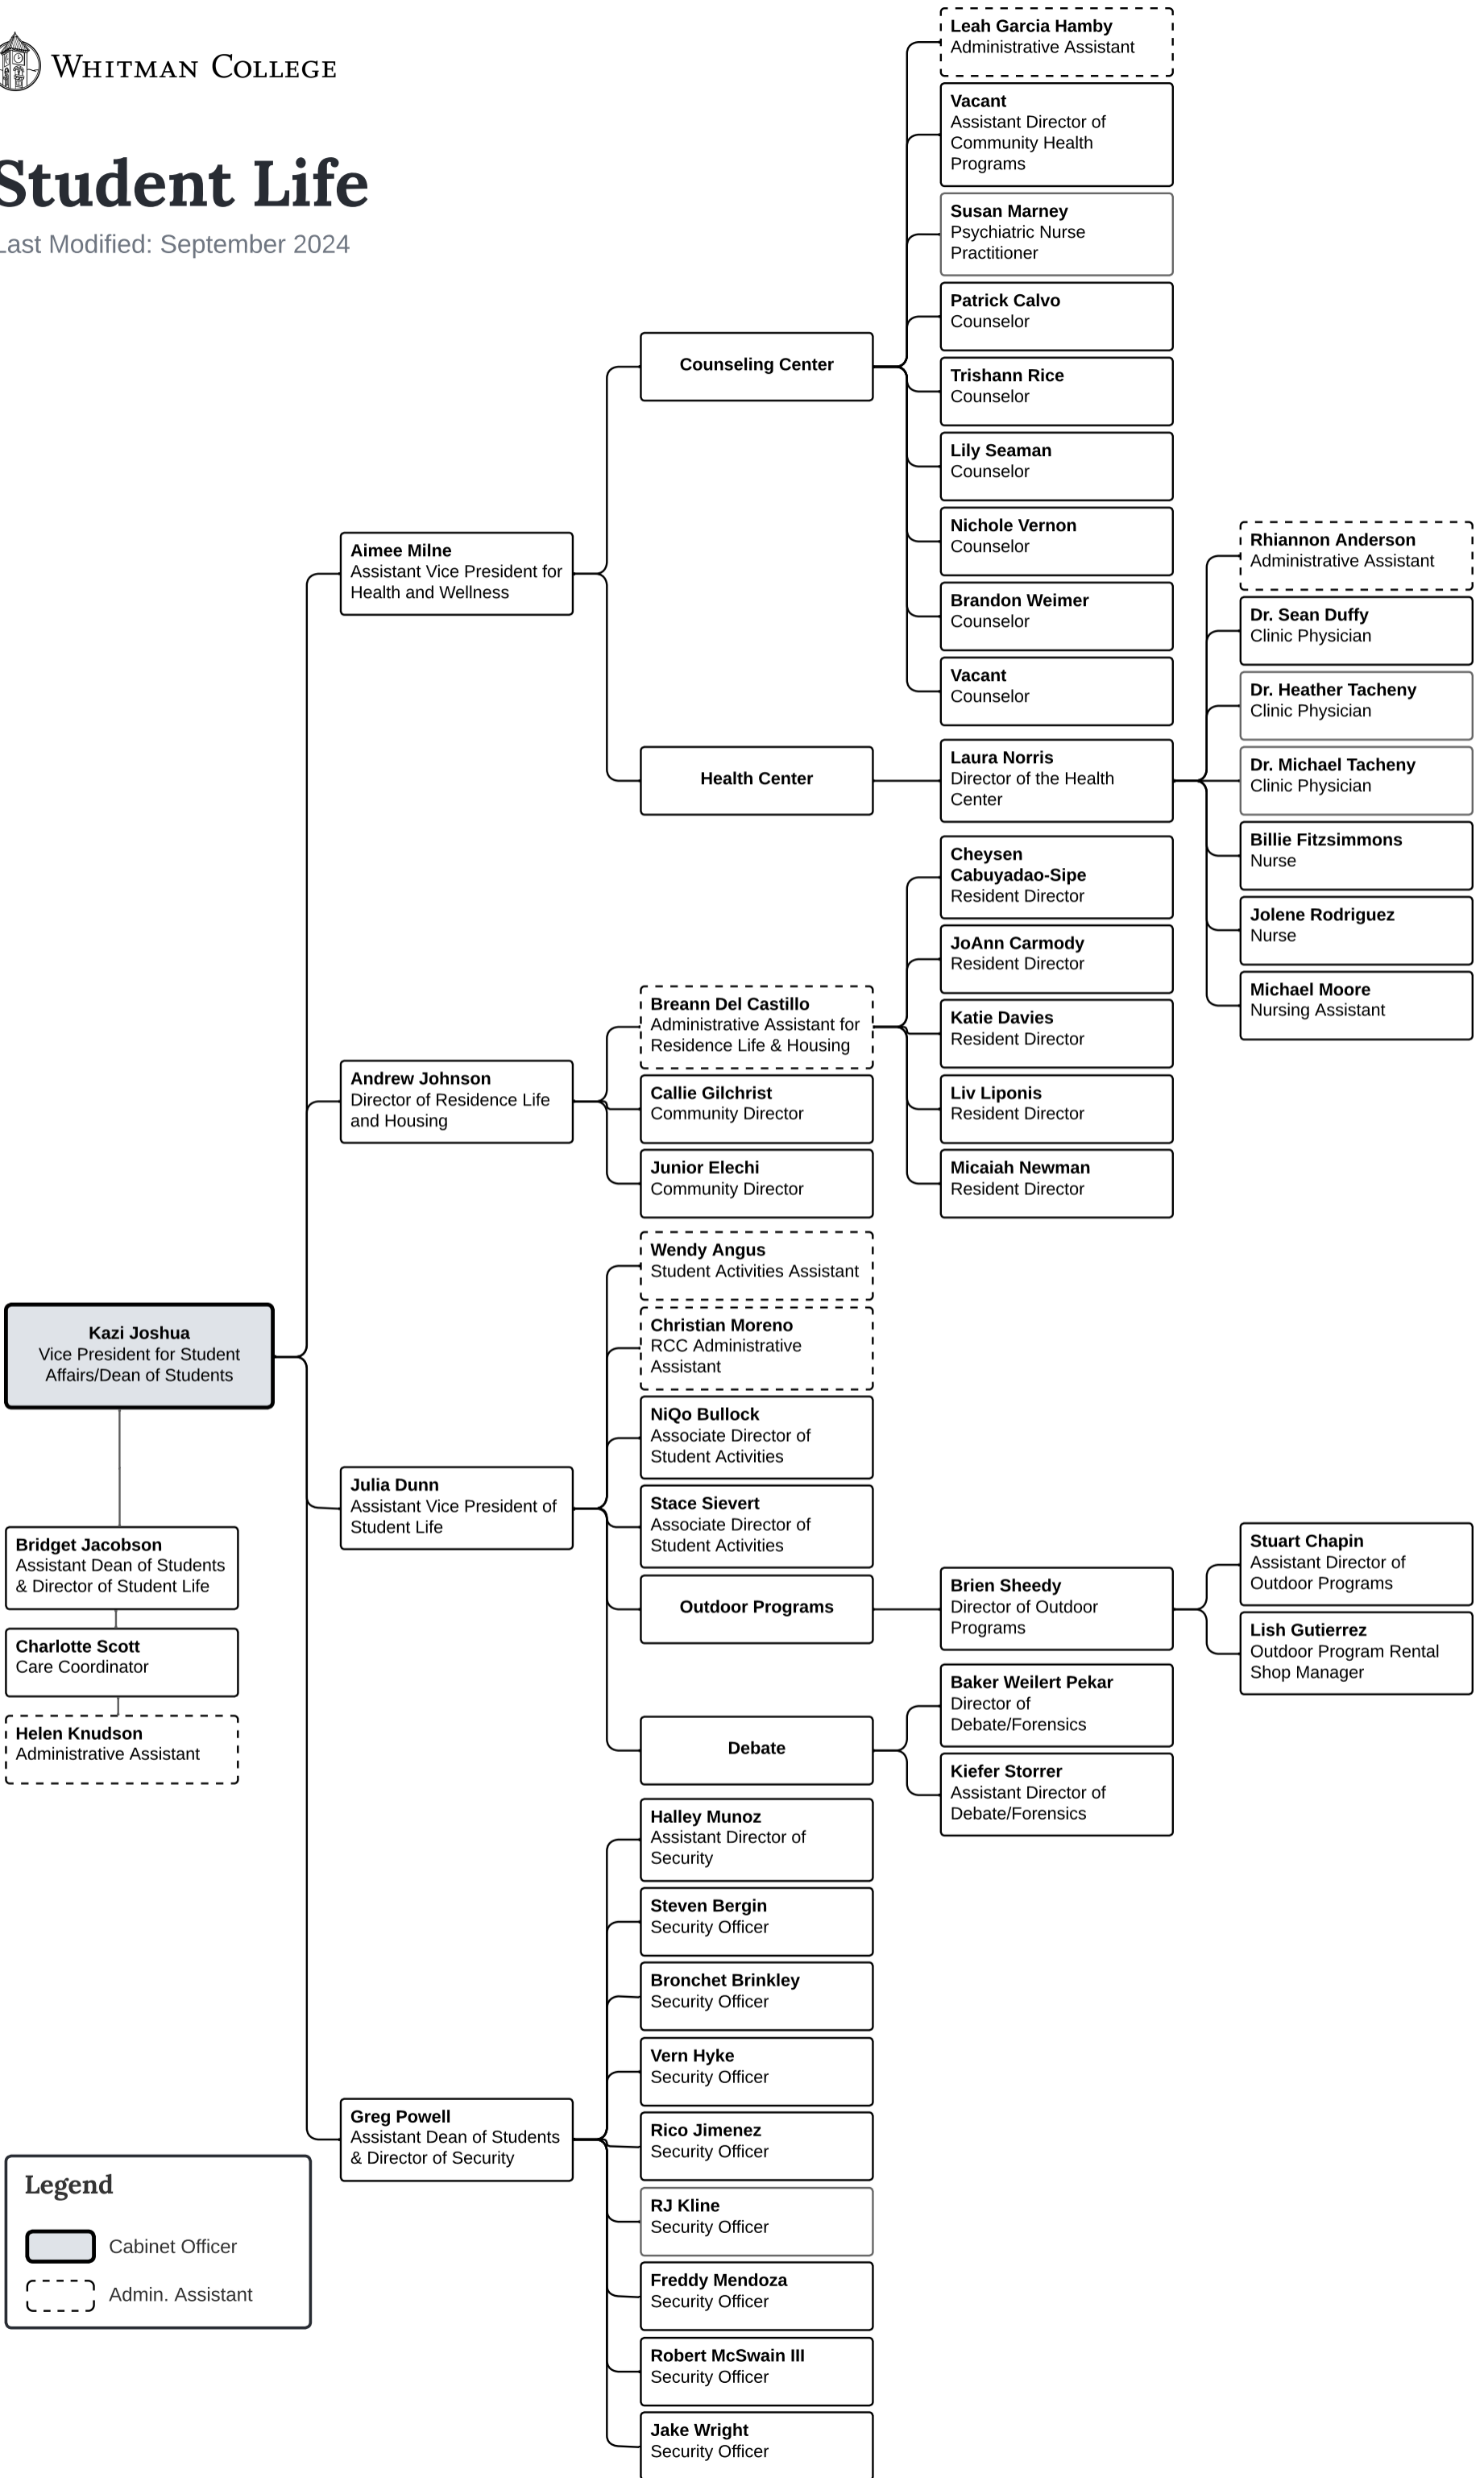 WHITMAN COLLEGE
Student Life
Last Modified: September 2024
Leah Garcia Hamby
Administrative Assistant
Vacant
Assistant Director of
Community Health
Programs
Susan Marney
Psychiatric Nurse
Practitioner
Patrick Calvo
Counselor
Trishann Rice
Counselor
Lily Seaman
Counselor
Nichole Vernon
Counselor
Brandon Weimer
Counselor
Vacant
Counselor
Counseling Center
Aimee Milne
Assistant Vice President for
Health and Wellness
Health Center
Laura Norris
Director of the Health
Center
Rhiannon Anderson
Administrative Assistant
Dr. Sean Duffy
Clinic Physician
Dr. Heather Tacheny
Clinic Physician
Dr. Michael Tacheny
Clinic Physician
Billie Fitzsimmons
Nurse
Jolene Rodriguez
Nurse
Michael Moore
Nursing Assistant
Cheysen
Cabuyadao-Sipe
Resident Director
JoAnn Carmody
Resident Director
Katie Davies
Resident Director
Liv Liponis
Resident Director
Micaiah Newman
Resident Director
Breann Del Castillo
Administrative Assistant for
Residence Life & Housing
Callie Gilchrist
Community Director
Junior Elechi
Community Director
Andrew Johnson
Director of Residence Life
and Housing
Kazi Joshua
Vice President for Student
Affairs/Dean of Students
Bridget Jacobson
Assistant Dean of Students
& Director of Student Life
Charlotte Scott
Care Coordinator
Helen Knudson
Administrative Assistant
Julia Dunn
Assistant Vice President of
Student Life
Wendy Angus
Student Activities Assistant
Christian Moreno
RCC Administrative
Assistant
NiQo Bullock
Associate Director of
Student Activities
Stace Sievert
Associate Director of
Student Activities
Outdoor Programs
Brien Sheedy
Director of Outdoor
Programs
Stuart Chapin
Assistant Director of
Outdoor Programs
Lish Gutierrez
Outdoor Program Rental
Shop Manager
Debate
Baker Weilert Pekar
Director of
Debate/Forensics
Kiefer Storrer
Assistant Director of
Debate/Forensics
Greg Powell
Assistant Dean of Students
& Director of Security
Halley Munoz
Assistant Director of
Security
Steven Bergin
Security Officer
Bronchet Brinkley
Security Officer
Vern Hyke
Security Officer
Rico Jimenez
Security Officer
RJ Kline
Security Officer
Freddy Mendoza
Security Officer
Robert McSwain III
Security Officer
Jake Wright
Security Officer
Legend
Cabinet Officer
Admin. Assistant